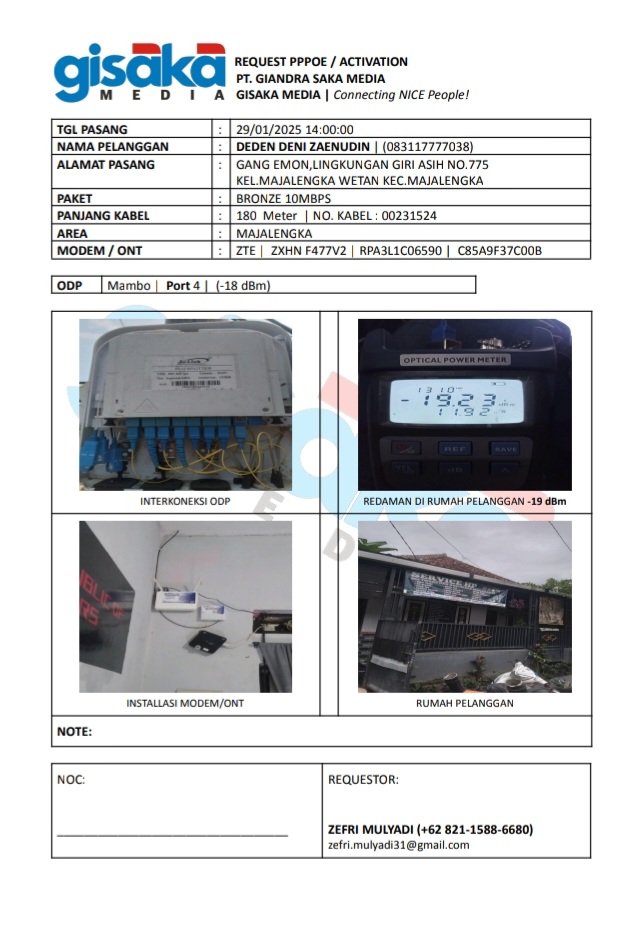 gisaka
MEDIA
REQUEST PPPOE / ACTIVATION
PT. GIANDRA SAKA MEDIA
GISAKA MEDIA | Connecting NICE People!
TGL PASANG : 29/01/2025 14:00:00
NAMA PELANGGAN : DEDEN DENI ZAENUDIN | (083117777038)
ALAMAT PASANG : GANG EMON,LINGKUNGAN GIRI ASIH NO.775
KEL.MAJALENGKA WETAN KEC.MAJALENGKA
PAKET : BRONZE 10MBPS
PANJANG KABEL : 180 Meter | NO. KABEL : 00231524
AREA : MAJALENGKA
MODEM / ONT : ZTE | ZXHN F477V2 | RPA3L1C06590 | C85A9F37C00B
ODP Mambo | Port 4 | (-18 dBm)
OPTICAL POWER METER
1310
-19.23
11.92
REF
SAVE
INTERKONEKSI ODP
REDAMAN DI RUMAH PELANGGAN -19 dBm
SERVICE HP
INSTALLASI MODEM/ONT
RUMAH PELANGGAN
NOTE:
NOC:
REQUESTOR:
ZEFRI MULYADI (+62 821-1588-6680)
zefri.mulyadi31@gmail.com